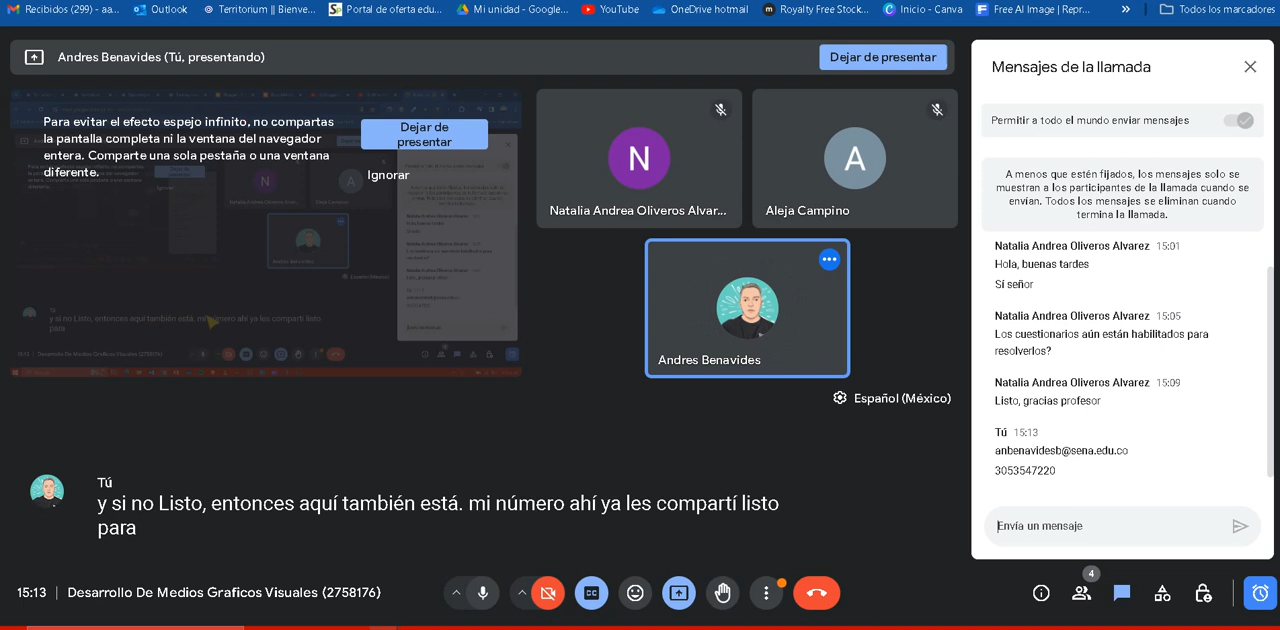 Recibidos (299) - aa...
Outlook
Territorium || Bienve...
Portal de oferta edu...
Mi unidad - Google...
YouTube
OneDrive hotmail
Royalty Free Stock...
Inicio - Canva
Free AI Image | Repr...
»
Todos los marcadores
Andres Benavides (Tú, presentando)
Dejar de presentar
Para evitar el efecto espejo infinito, no compartas
la pantalla completa ni la ventana del navegador
entera. Comparte una sola pestaña o una ventana
diferente.
Dejar de
presentar
Ignorar
N
Natalia Andrea Oliveros Alvar...
A
Aleja Campino
Andres Benavides
Español (México)
Tú
y si no Listo, entonces aquí también está. mi número ahí ya les compartí listo
para
Mensajes de la llamada
Permitir a todo el mundo enviar mensajes
A menos que estén fijados, los mensajes solo se
muestran a los participantes de la llamada cuando se
envían. Todos los mensajes se eliminan cuando
termina la llamada.
Natalia Andrea Oliveros Alvarez 15:01
Hola, buenas tardes
Sí señor
Natalia Andrea Oliveros Alvarez 15:05
Los cuestionarios aún están habilitados para
resolverlos?
Natalia Andrea Oliveros Alvarez 15:09
Listo, gracias profesor
Tú 15:13
anbenavidesb@sena.edu.co
3053547220
Envía un mensaje
15:13 | Desarrollo De Medios Graficos Visuales (2758176)
CC
4